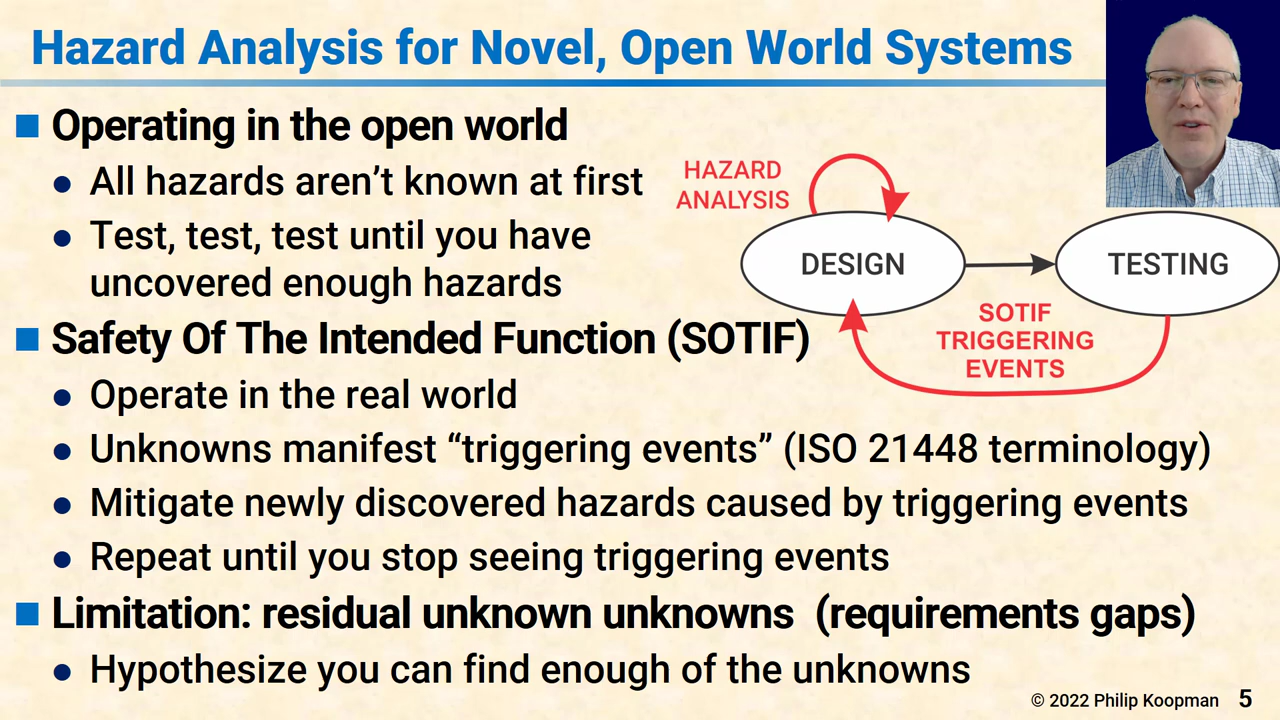 Hazard Analysis for Novel, Open World Systems
Operating in the open world
All hazards aren’t known at first
Test, test, test until you have
uncovered enough hazards
HAZARD
ANALYSIS
DESIGN
TESTING
SOTIF
TRIGGERING
EVENTS
Safety Of The Intended Function (SOTIF)
Operate in the real world
Unknowns manifest “triggering events” (ISO 21448 terminology)
Mitigate newly discovered hazards caused by triggering events
Repeat until you stop seeing triggering events
Limitation: residual unknown unknowns (requirements gaps)
Hypothesize you can find enough of the unknowns
© 2022 Philip Koopman 5